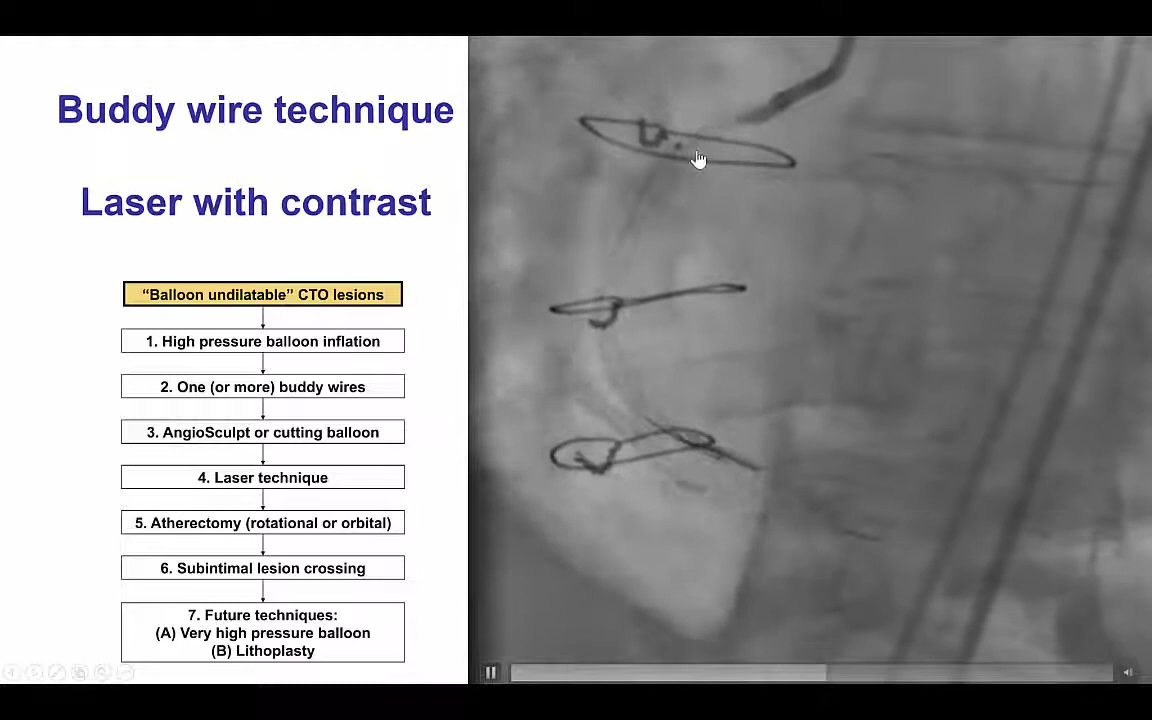 Buddy wire technique
Laser with contrast
“Balloon undilatable” CTO lesions
1. High pressure balloon inflation
2. One (or more) buddy wires
3. AngioSculpt or cutting balloon
4. Laser technique
5. Atherectomy (rotational or orbital)
6. Subintimal lesion crossing
7. Future techniques:
(A) Very high pressure balloon
(B) Lithoplasty